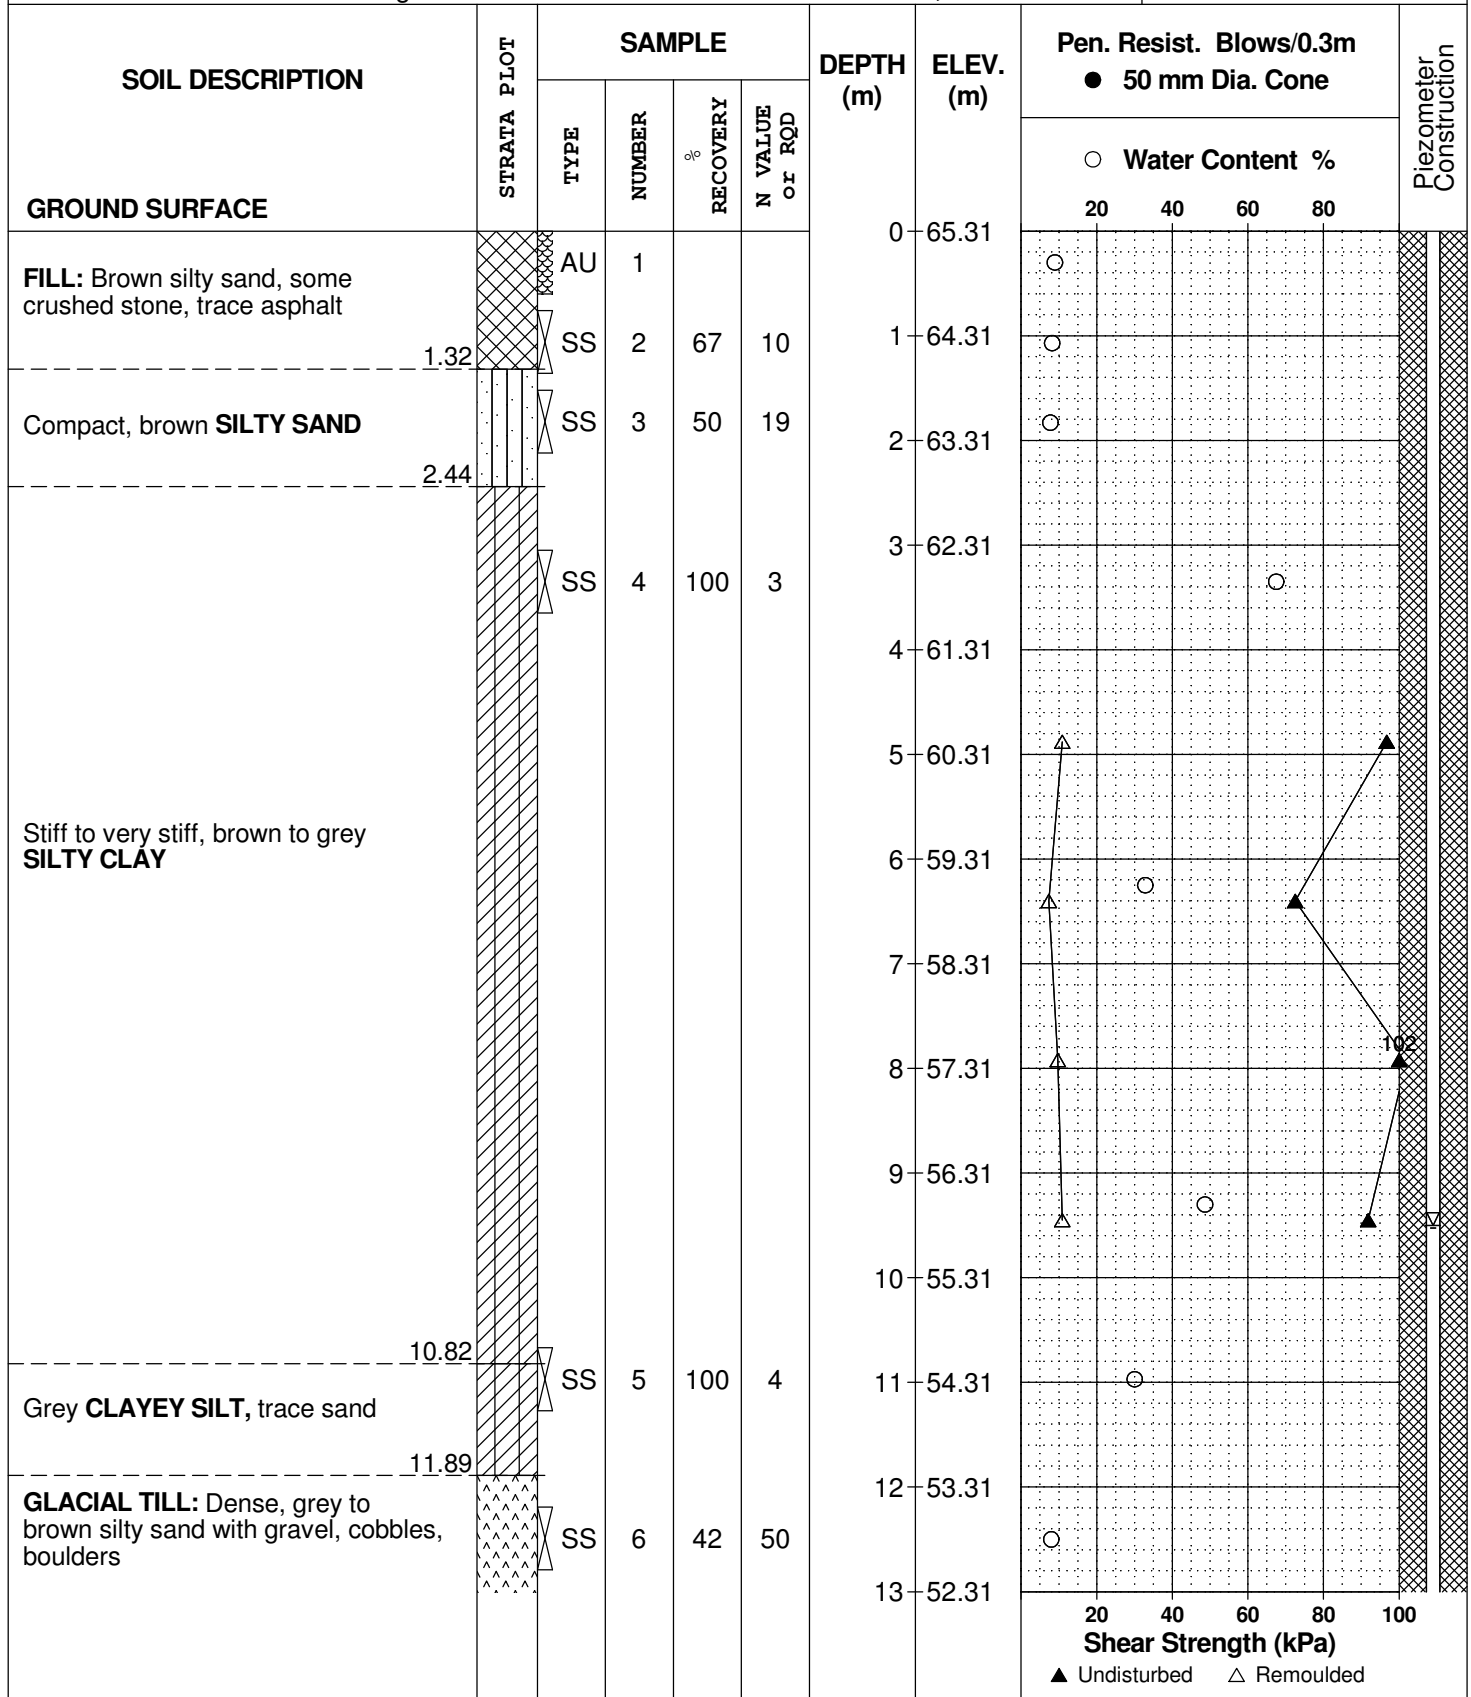 SOIL DESCRIPTION
GROUND SURFACE
STRATA PLOT
SAMPLE
TYPE
NUMBER
% RECOVERY
N VALUE or RQD
DEPTH (m)
ELEV. (m)
Pen. Resist. Blows/0.3m
● 50 mm Dia. Cone
○ Water Content %
20 40 60 80
Piezometer Construction
0 65.31
FILL: Brown silty sand, some
crushed stone, trace asphalt
AU 1
1.32
SS 2 67 10
1 64.31
Compact, brown SILTY SAND
SS 3 50 19
2 63.31
2.44
3 62.31
SS 4 100 3
4 61.31
5 60.31
Stiff to very stiff, brown to grey
SILTY CLAY
6 59.31
7 58.31
102
8 57.31
9 56.31
10 55.31
10.82
SS 5 100 4
11 54.31
Grey CLAYEY SILT, trace sand
11.89
12 53.31
GLACIAL TILL: Dense, grey to
brown silty sand with gravel, cobbles,
boulders
SS 6 42 50
13 52.31
20 40 60 80 100
Shear Strength (kPa)
▲ Undisturbed △ Remoulded